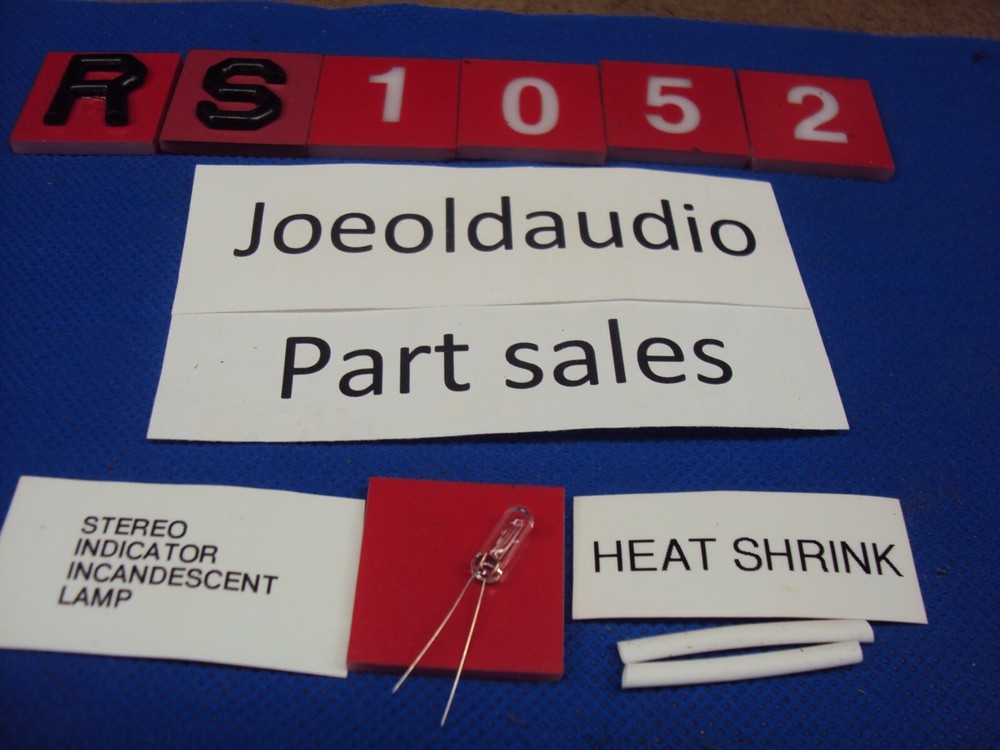 RS1052
Joeoldaudio
Part sales
STEREO
INDICATOR
INCANDESCENT
LAMP
HEAT SHRINK